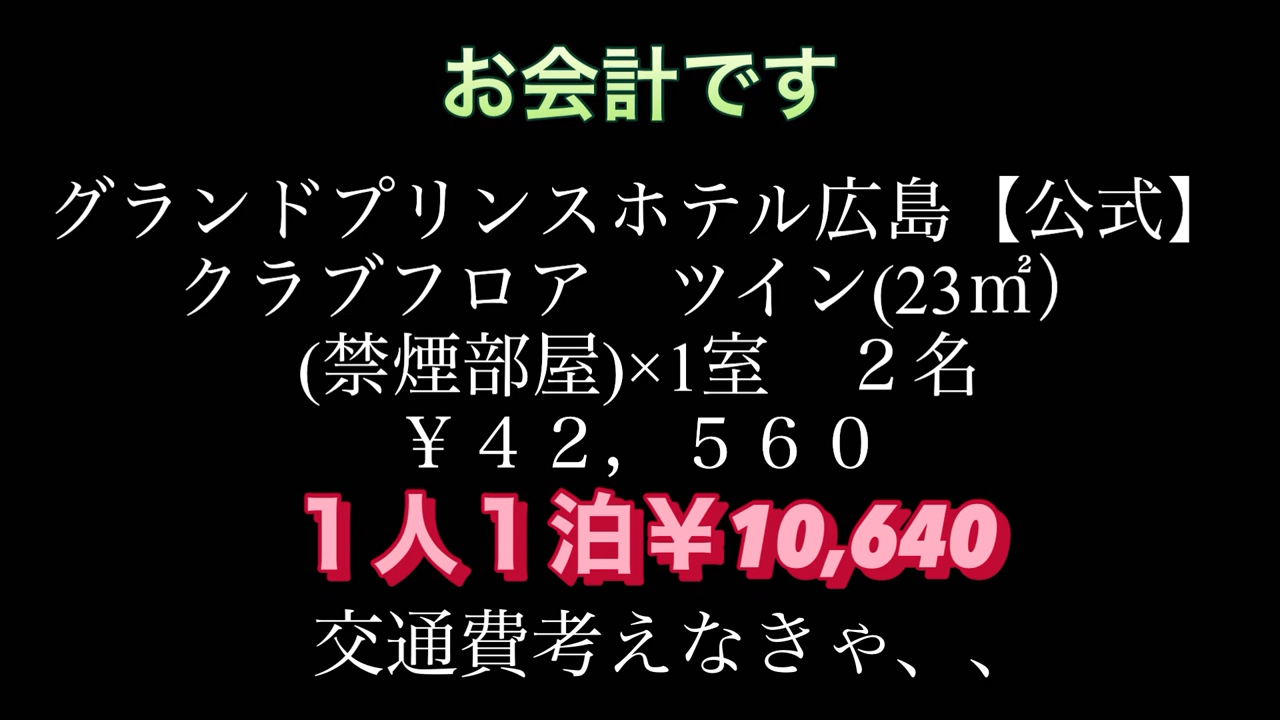 お会計です
グランドプリンスホテル広島【公式】
クラブフロア　ツイン(23㎡）
(禁煙部屋)×1室　２名
￥４２，５６０
１人１泊￥10,640
交通費考えなきゃ、、